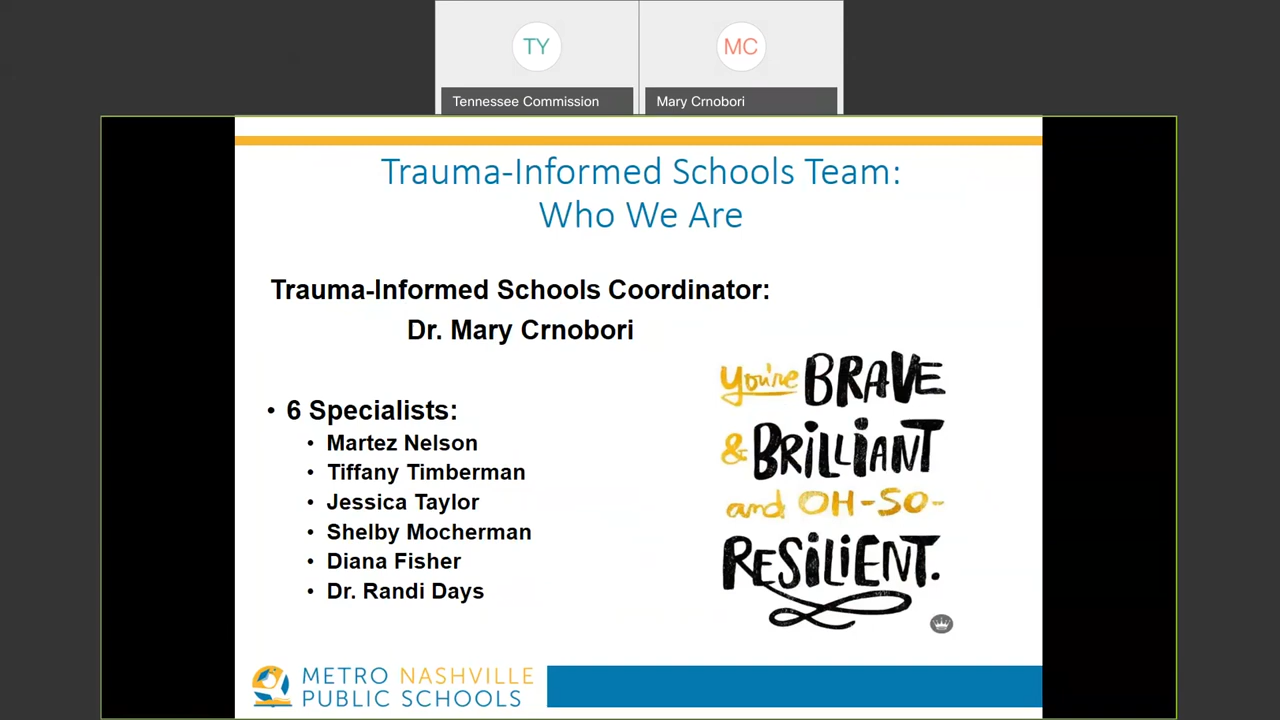 TY
MC
Tennessee Commission
Mary Crnobori
Trauma-Informed Schools Team:
Who We Are
Trauma-Informed Schools Coordinator:
Dr. Mary Crnobori
• 6 Specialists:
• Martez Nelson
• Tiffany Timberman
• Jessica Taylor
• Shelby Mocherman
• Diana Fisher
• Dr. Randi Days
you're BRAVE
& BRiLLiANT
and OH-SO-
RESiLiENT.
METRO NASHVILLE
PUBLIC SCHOOLS